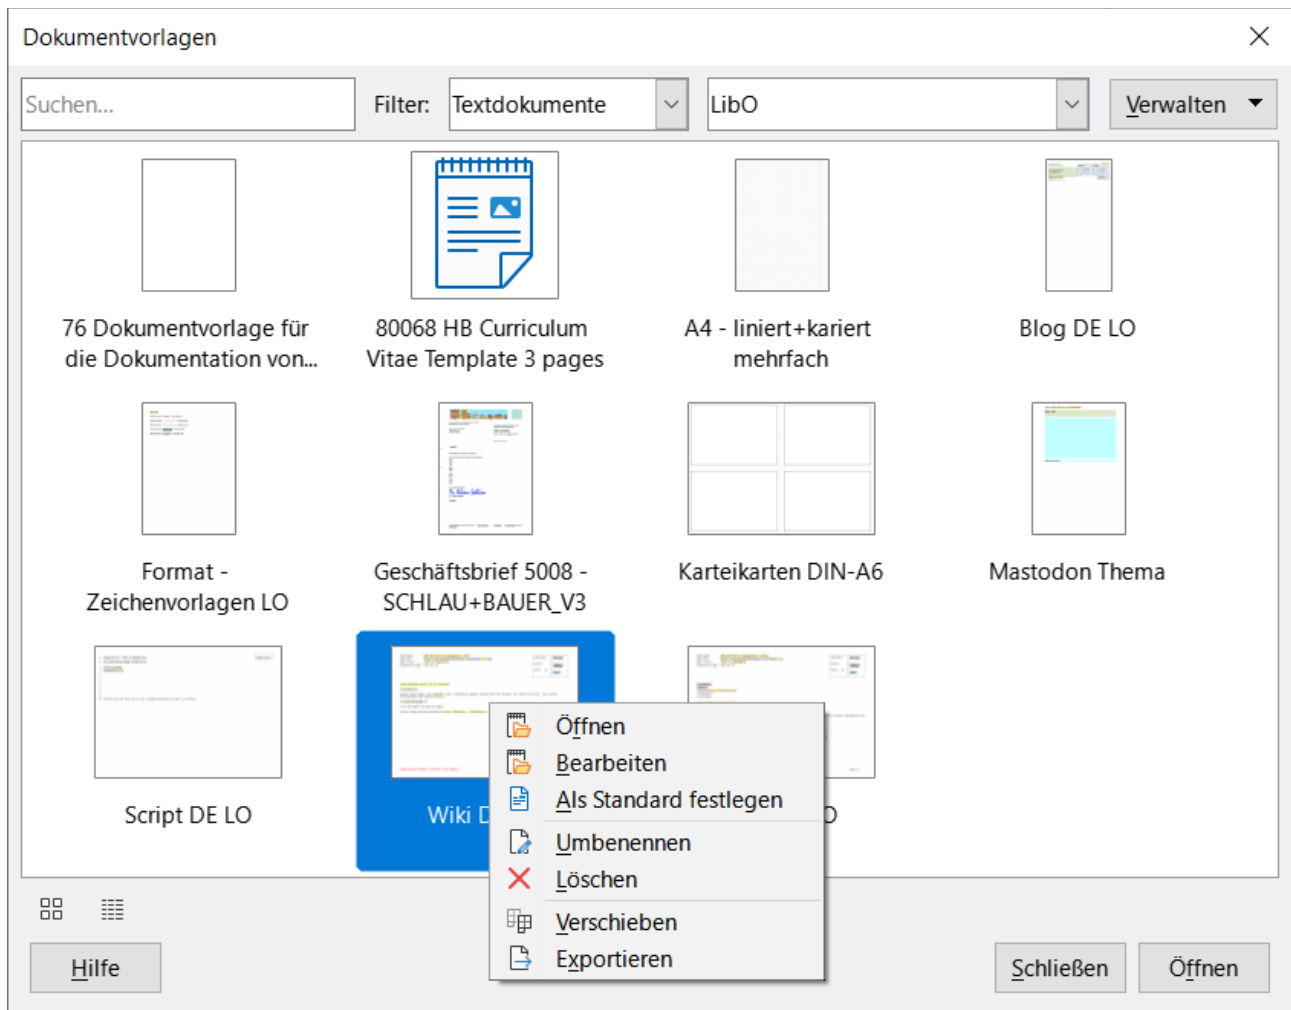 Dokumentvorlagen
Suchen...
Filter:
Textdokumente
LibO
Verwalten
76 Dokumentvorlage für
die Dokumentation von...
80068 HB Curriculum
Vitae Template 3 pages
A4 - liniert+kariert
mehrfach
Blog DE LO
Format -
Zeichenvorlagen LO
Geschäftsbrief 5008 -
SCHLAU+BAUER_V3
Karteikarten DIN-A6
Mastodon Thema
Script DE LO
Wiki
Öffnen
Bearbeiten
Als Standard festlegen
Umbenennen
Löschen
Verschieben
Exportieren
Hilfe
Schließen
Öffnen